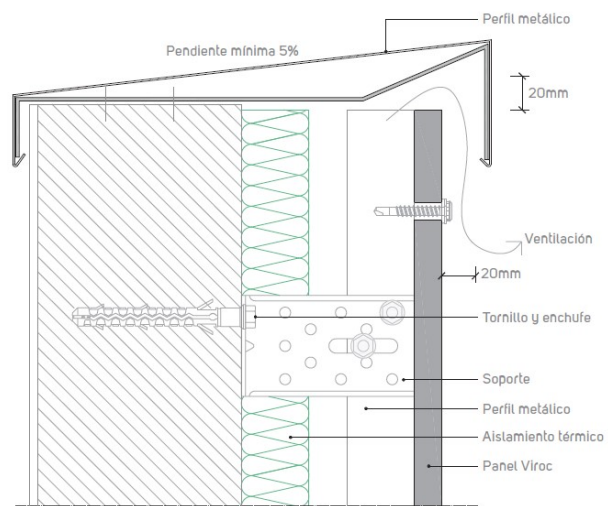 Perfil metálico
Pendiente mínima 5%
20mm
Ventilación
20mm
Tornillo y enchufe
Soporte
Perfil metálico
Aislamiento térmico
Panel Viroc